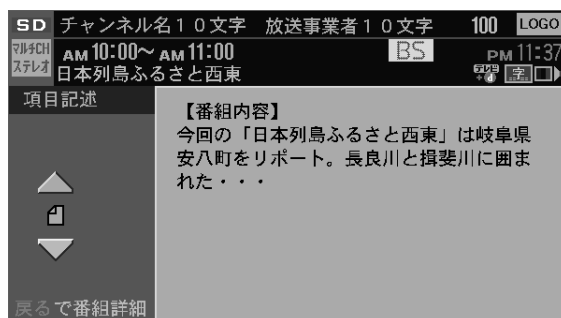 SD チャンネル名１０文字 放送事業者１０文字 100 LOGO
マルチCH ステレオ AM 10:00～ AM 11:00 BS PM 11:37
日本列島ふるさと西東 字
項目記述
【番組内容】
今回の「日本列島ふるさと西東」は岐阜県
安八町をリポート。長良川と揖斐川に囲ま
れた・・・
戻るで番組詳細